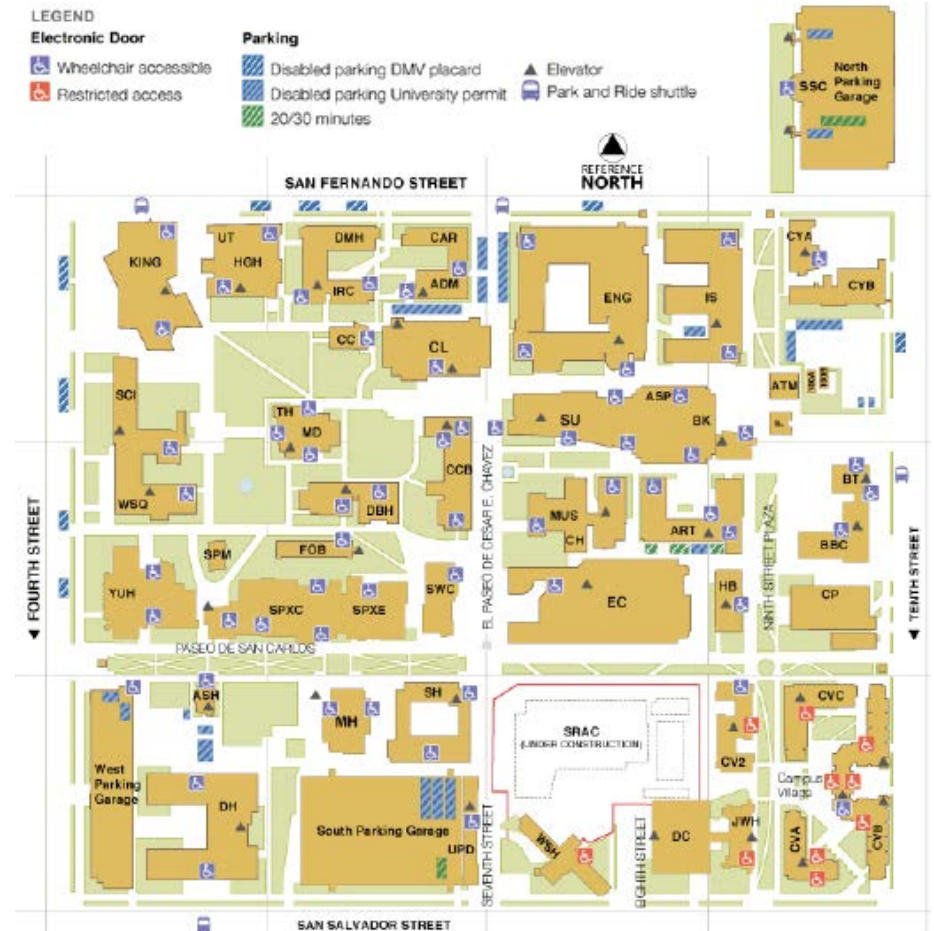 LEGEND
Electronic Door
Wheelchair accessible
Restricted access
Parking
Disabled parking DMV placard
Disabled parking University permit
20/30 minutes
Elevator
Park and Ride shuttle
SSC
North
Parking
Garage
REFERENCE
NORTH
SAN FERNANDO STREET
KING
UT
HGH
DMH
IRC
CAR
ADM
ENG
IS
CYA
CYB
CC
CL
SCI
TH
MD
SU
ASP
BK
ATM
CCB
WSQ
DBH
MUS
CH
ART
BT
BBC
FOURTH STREET
EL PASEO DE CESAR E. CHAVEZ
NINTH STREET PLAZA
TENTH STREET
SPM
FOB
YUH
SPXC
SPXE
SWC
EC
HB
CP
PASEO DE SAN CARLOS
ASH
MH
SH
SRAC
(UNDER CONSTRUCTION)
CV2
CVC
West
Parking
Garage
DH
South Parking Garage
UPD
SEVENTH STREET
WSH
EIGHTH STREET
DC
JWH
Campus
Village
CVA
CVB
SAN SALVADOR STREET